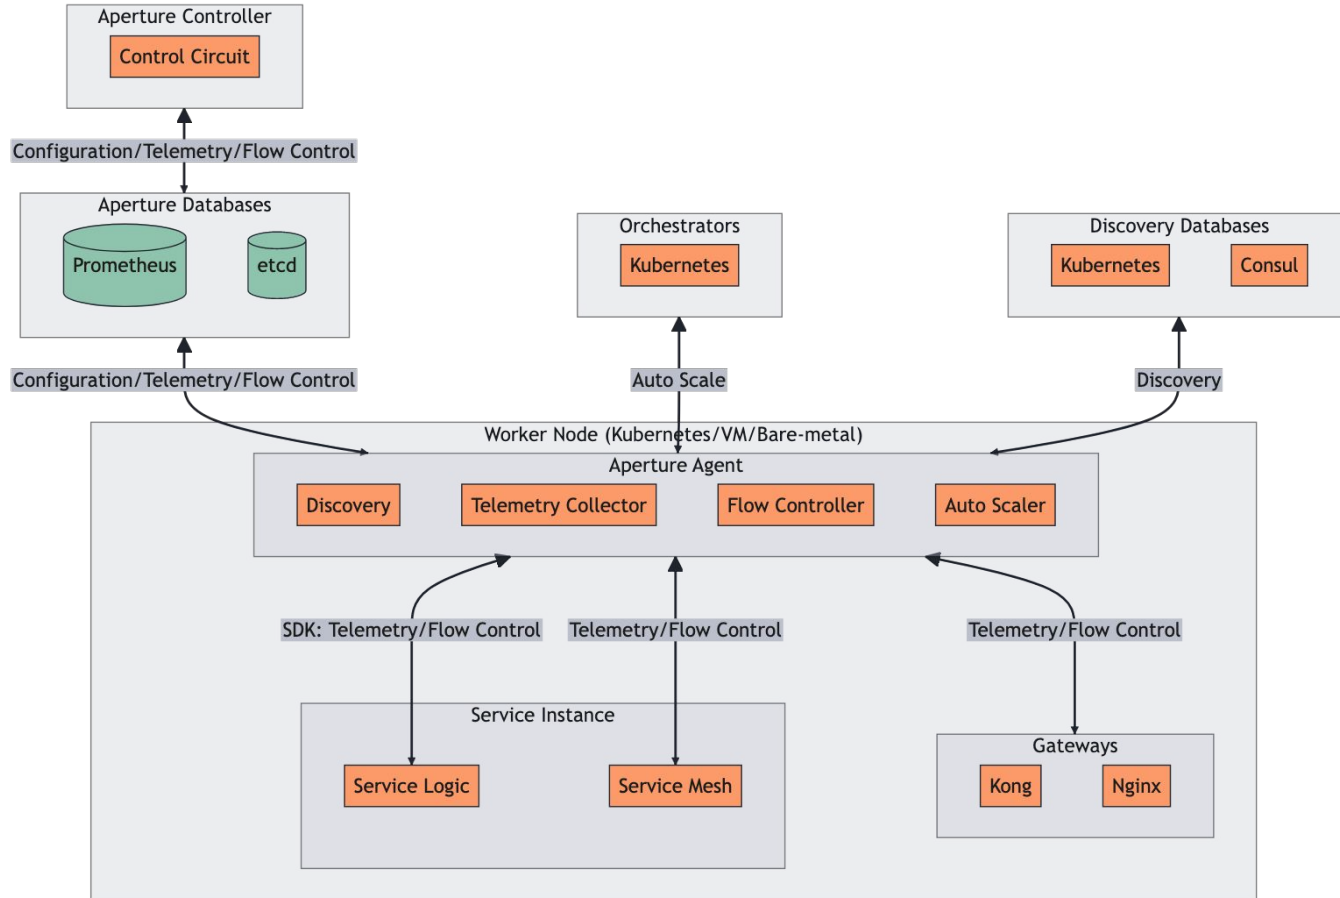 Aperture Controller
Control Circuit
Configuration/Telemetry/Flow Control
Aperture Databases
Prometheus
etcd
Orchestrators
Kubernetes
Discovery Databases
Kubernetes
Consul
Configuration/Telemetry/Flow Control
Auto Scale
Discovery
Worker Node (Kubernetes/VM/Bare-metal)
Aperture Agent
Discovery
Telemetry Collector
Flow Controller
Auto Scaler
SDK: Telemetry/Flow Control
Telemetry/Flow Control
Telemetry/Flow Control
Service Instance
Service Logic
Service Mesh
Gateways
Kong
Nginx